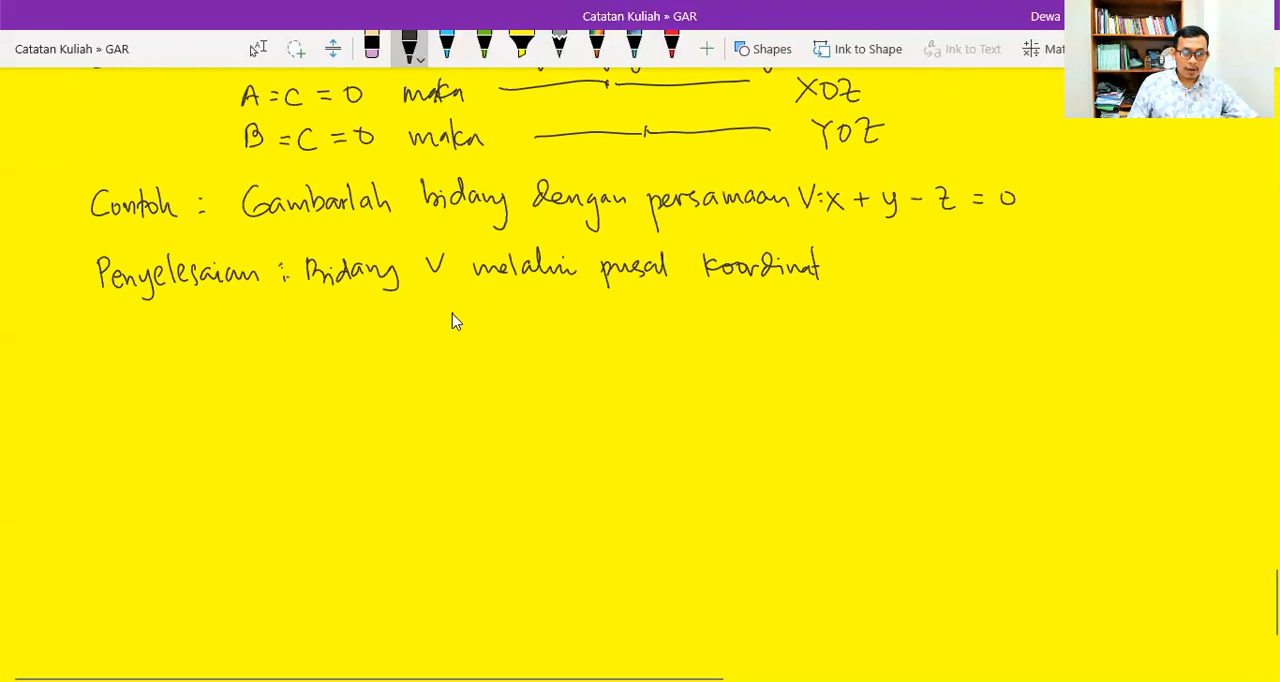 Catatan Kuliah » GAR
Dewa
Catatan Kuliah » GAR
Shapes
Ink to Shape
Ink to Text
Mat
A = C = 0 maka XOZ
B = C = 0 maka YOZ
Contoh : Gambarlah bidang dengan persamaan V: x + y - z = 0
Penyelesaian : Bidang V melalui pusat koordinat